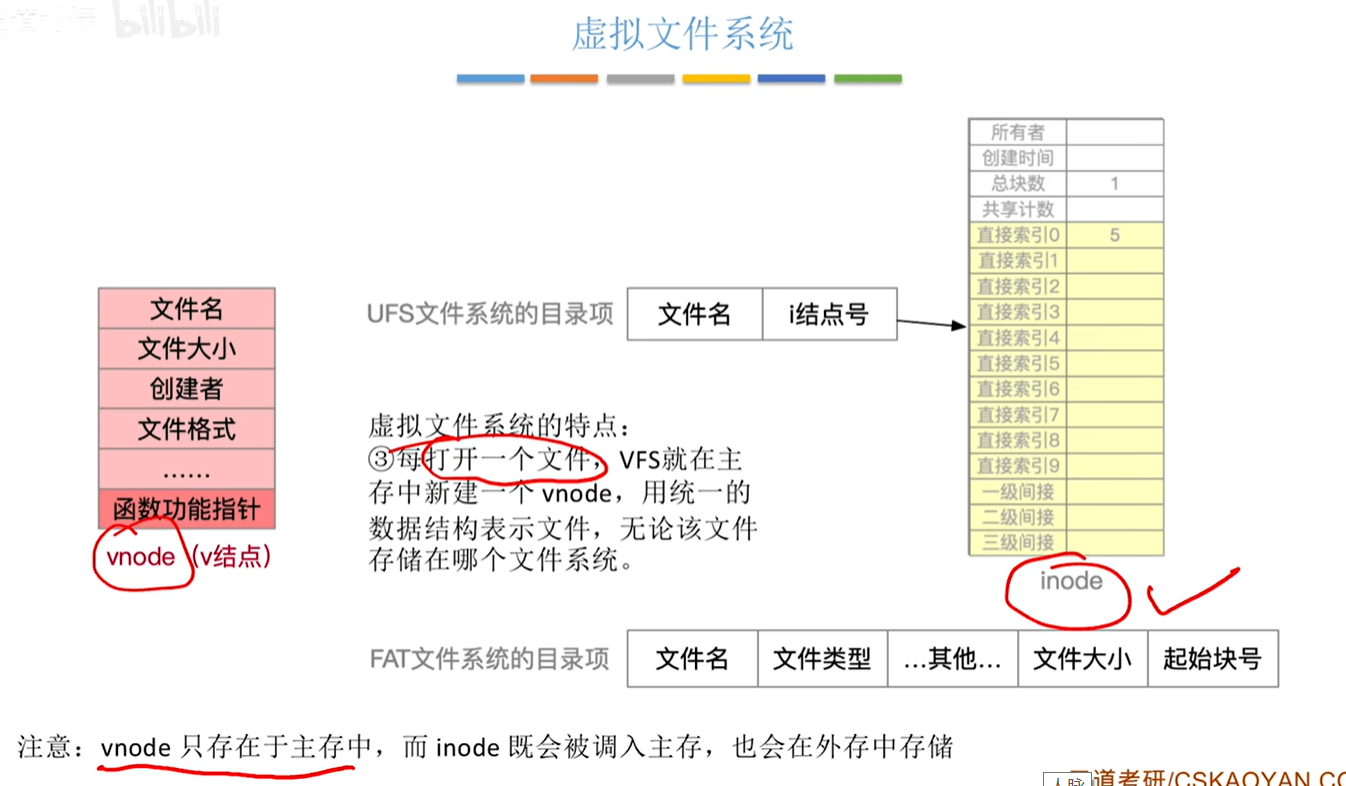 bilibili
虚拟文件系统
所有者
创建时间
总块数 1
共享计数
直接索引0 5
直接索引1
直接索引2
直接索引3
直接索引4
直接索引5
直接索引6
直接索引7
直接索引8
直接索引9
一级间接
二级间接
三级间接
inode
文件名
文件大小
创建者
文件格式
……
函数功能指针
vnode（v结点）
UFS文件系统的目录项 文件名 i结点号
虚拟文件系统的特点：
③每打开一个文件，VFS就在主
存中新建一个 vnode，用统一的
数据结构表示文件，无论该文件
存储在哪个文件系统。
FAT文件系统的目录项 文件名 文件类型 …其他… 文件大小 起始块号
注意：vnode 只存在于主存中，而 inode 既会被调入主存，也会在外存中存储
道考研/CSKAOYAN.CO
人脉